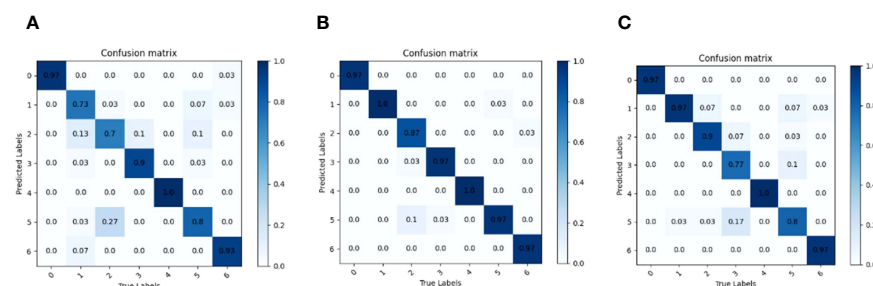 A B C
Confusion matrix
Predicted Labels
0 0.97 0.0 0.0 0.0 0.0 0.0 0.03
1 0.0 0.73 0.03 0.0 0.0 0.07 0.03
2 0.0 0.13 0.7 0.1 0.0 0.1 0.0
3 0.0 0.03 0.0 0.9 0.0 0.03 0.0
4 0.0 0.0 0.0 0.0 1.0 0.0 0.0
5 0.0 0.03 0.27 0.0 0.0 0.8 0.0
6 0.0 0.07 0.0 0.0 0.0 0.0 0.93
0 1 2 3 4 5 6
True Labels
1.0
0.8
0.6
0.4
0.2
0.0
Confusion matrix
Predicted Labels
0 0.97 0.0 0.0 0.0 0.0 0.0 0.0
1 0.0 1.0 0.0 0.0 0.0 0.03 0.0
2 0.0 0.0 0.87 0.0 0.0 0.0 0.03
3 0.0 0.0 0.03 0.97 0.0 0.0 0.0
4 0.0 0.0 0.0 0.0 1.0 0.0 0.0
5 0.0 0.0 0.1 0.03 0.0 0.97 0.0
6 0.0 0.0 0.0 0.0 0.0 0.0 0.97
0 1 2 3 4 5 6
True Labels
1.0
0.8
0.6
0.4
0.2
0.0
Confusion matrix
Predicted Labels
0 0.97 0.0 0.0 0.0 0.0 0.0 0.0
1 0.0 0.97 0.07 0.0 0.0 0.07 0.03
2 0.0 0.0 0.9 0.07 0.0 0.03 0.0
3 0.0 0.0 0.0 0.77 0.0 0.1 0.0
4 0.0 0.0 0.0 0.0 1.0 0.0 0.0
5 0.0 0.03 0.03 0.17 0.0 0.8 0.0
6 0.0 0.0 0.0 0.0 0.0 0.0 0.97
0 1 2 3 4 5 6
True Labels